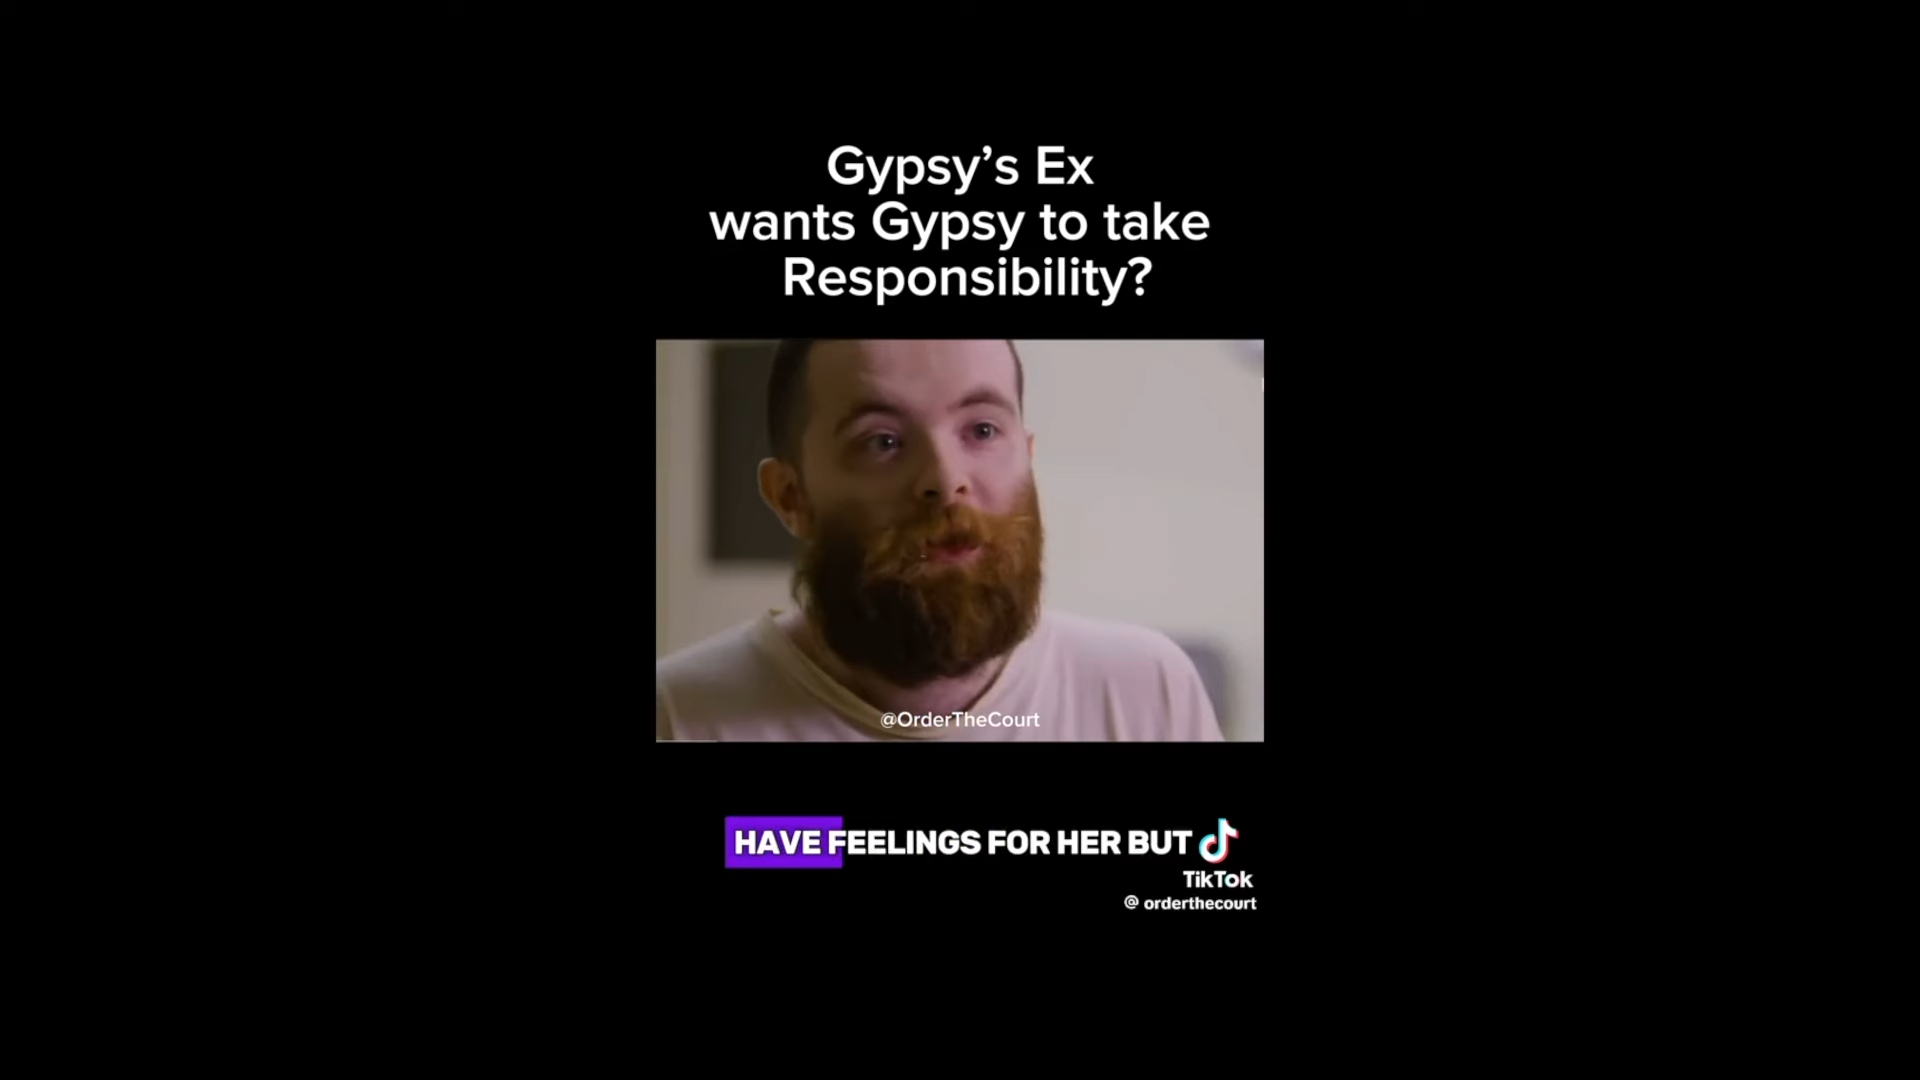 Gypsy’s Ex
wants Gypsy to take
Responsibility?
@OrderTheCourt
HAVE FEELINGS FOR HER BUT
TikTok
@ orderthecourt